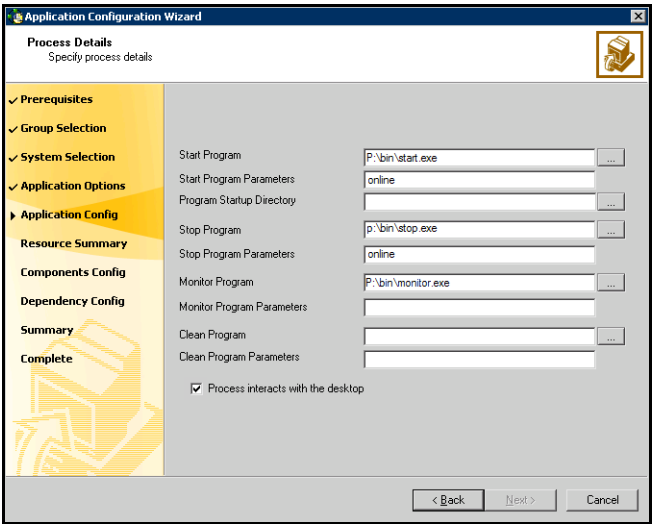 Application Configuration Wizard
Process Details
Specify process details
Prerequisites
Group Selection
System Selection
Application Options
Application Config
Resource Summary
Components Config
Dependency Config
Summary
Complete
Start Program
P:\bin\start.exe
...
Start Program Parameters
online
Program Startup Directory
...
Stop Program
p:\bin\stop.exe
...
Stop Program Parameters
online
Monitor Program
P:\bin\monitor.exe
...
Monitor Program Parameters
Clean Program
...
Clean Program Parameters
Process interacts with the desktop
< Back
Next >
Cancel